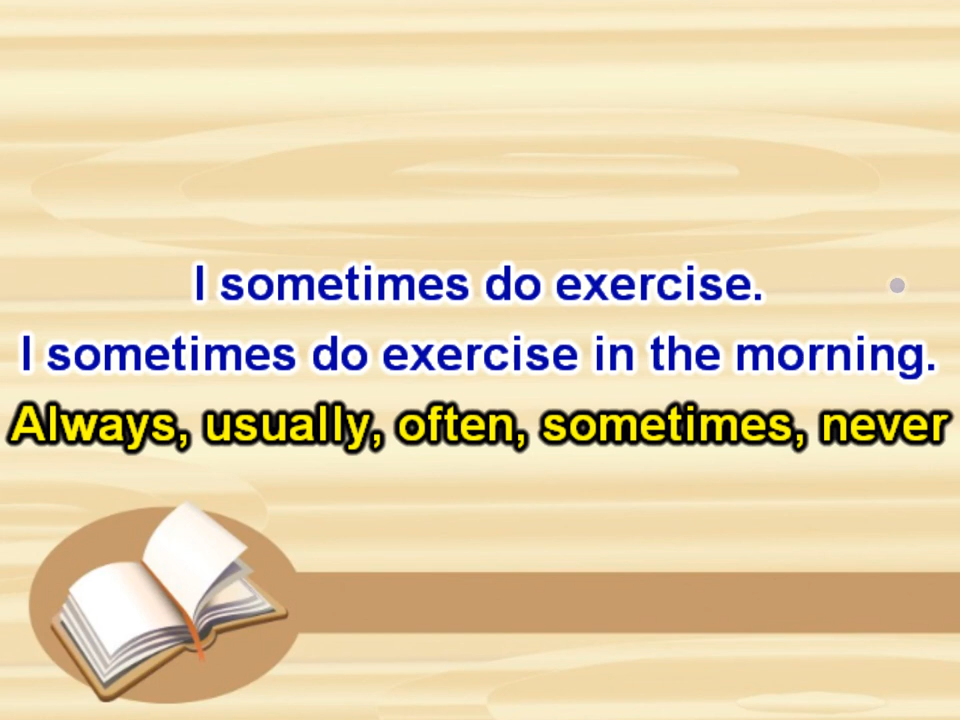 I sometimes do exercise.
I sometimes do exercise in the morning.
Always, usually, often, sometimes, never